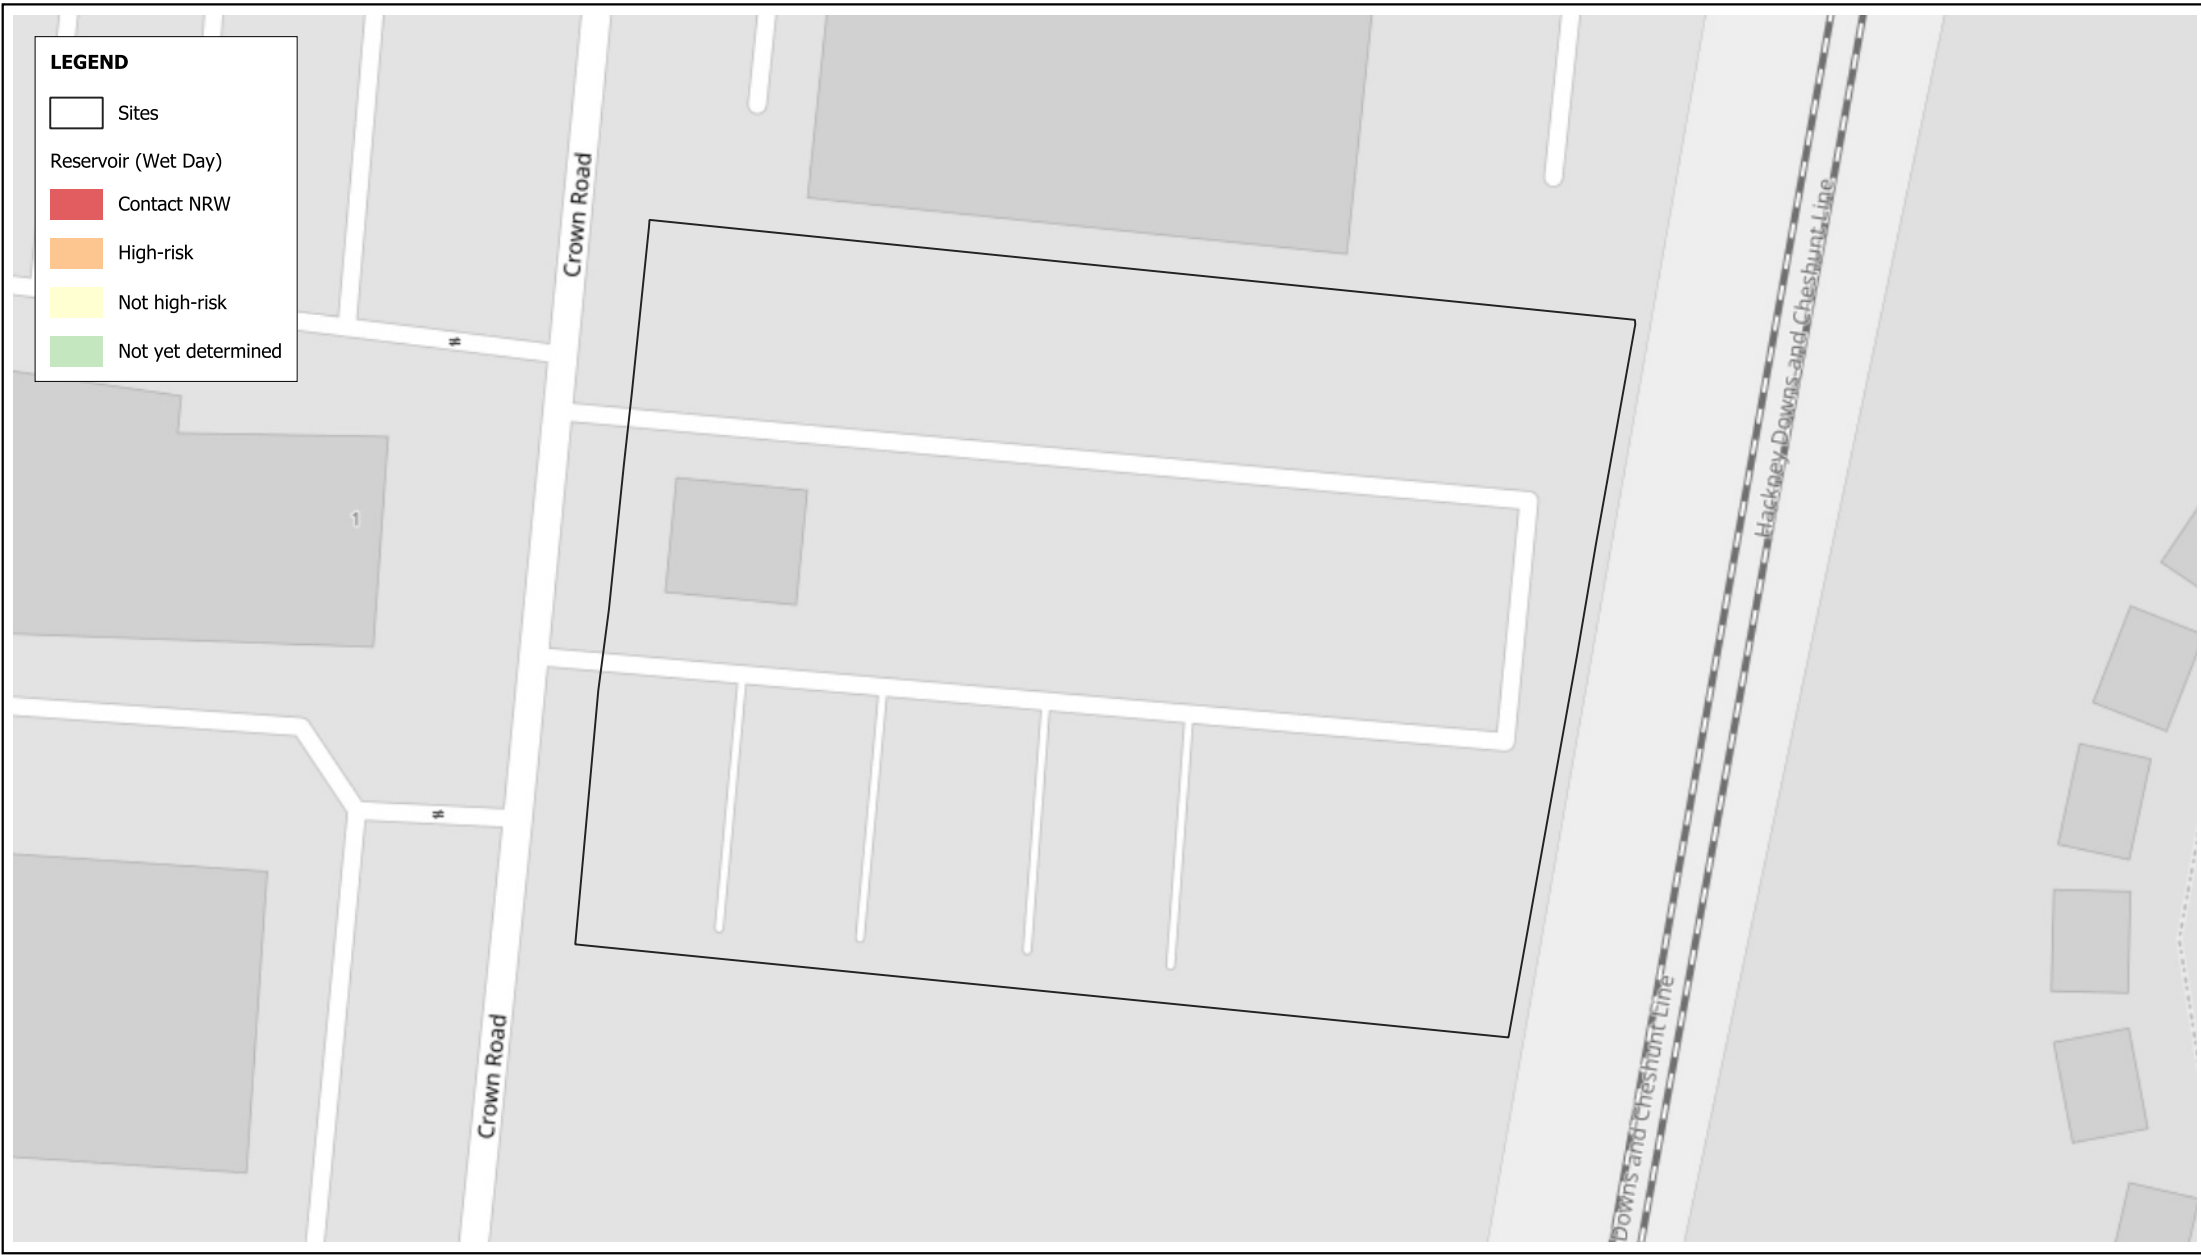 LEGEND
Sites
Reservoir (Wet Day)
Contact NRW
High-risk
Not high-risk
Not yet determined
Crown Road
Hackney Downs and Cheshunt Line
1
Downs and Cheshunt Line
Crown Road